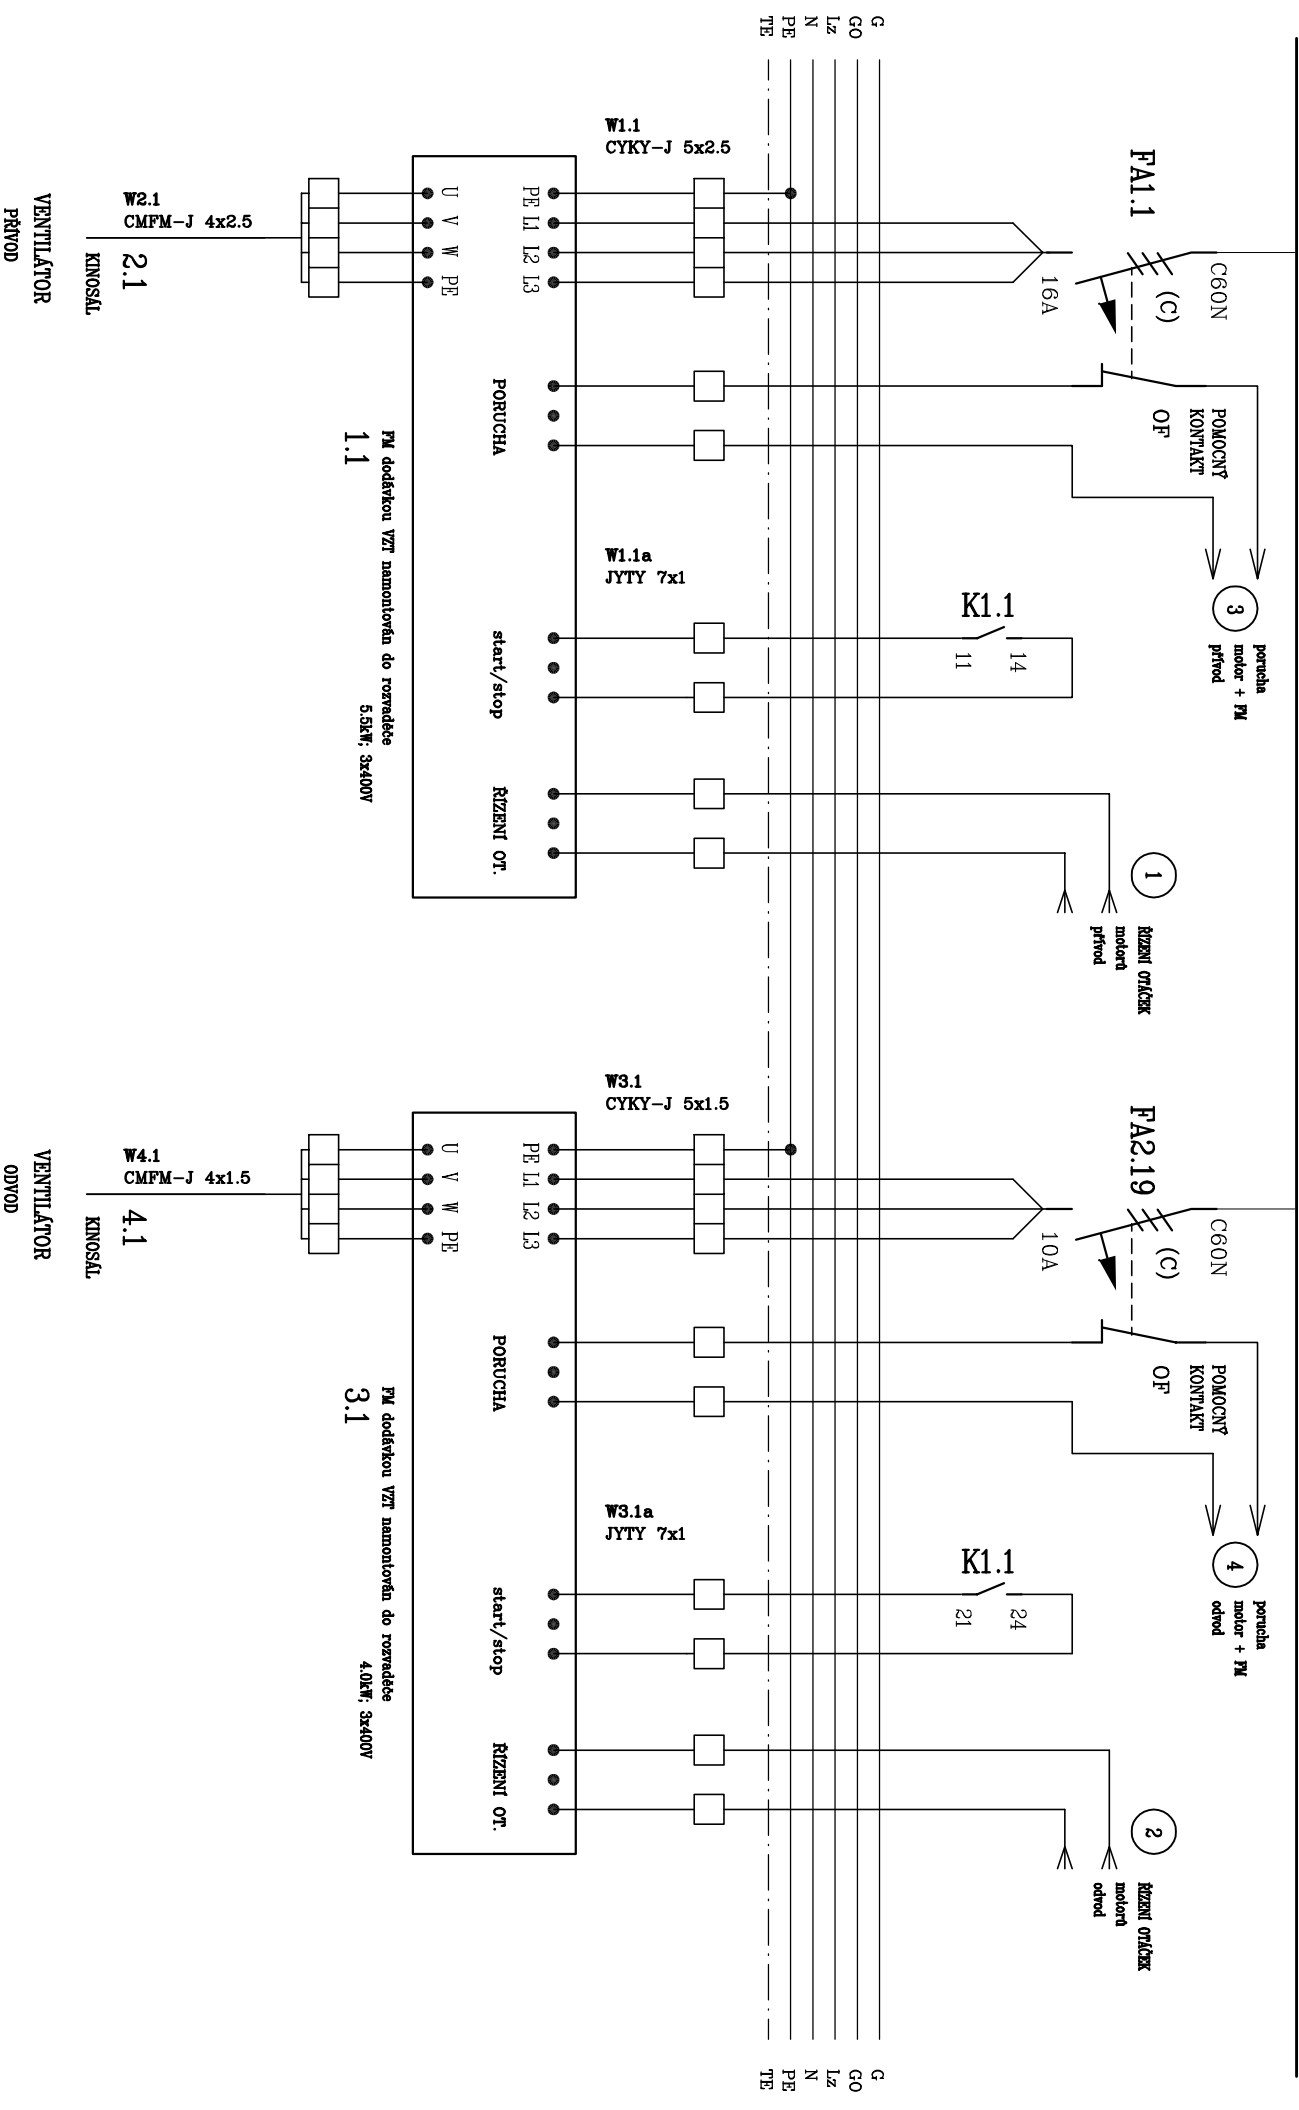 G
GO
Lz
N
PE
TE
FA1.1
C60N
(C)
16A
POMOCNÝ
KONTAKT
OF
3
porucha
motor + FM
přívod
K1.1
14
11
1
ŘÍZENÍ OTÁČEK
motorů
přívod
W1.1
CYKY-J 5x2.5
W1.1a
JYTY 7x1
PE L1 L2 L3
PORUCHA
start/stop
ŘÍZENÍ OT.
U V W PE
FM dodávkou VZT namontován do rozvaděče
5.5kW; 3x400V
1.1
W2.1
CMFM-J 4x2.5
2.1
KINOSÁL
VENTILÁTOR
PŘÍVOD
FA2.19
C60N
(C)
10A
POMOCNÝ
KONTAKT
OF
4
porucha
motor + FM
odvod
K1.1
24
21
2
ŘÍZENÍ OTÁČEK
motorů
odvod
W3.1
CYKY-J 5x1.5
W3.1a
JYTY 7x1
PE L1 L2 L3
PORUCHA
start/stop
ŘÍZENÍ OT.
U V W PE
FM dodávkou VZT namontován do rozvaděče
4.0kW; 3x400V
3.1
W4.1
CMFM-J 4x1.5
4.1
KINOSÁL
VENTILÁTOR
ODVOD
G
GO
Lz
N
PE
TE